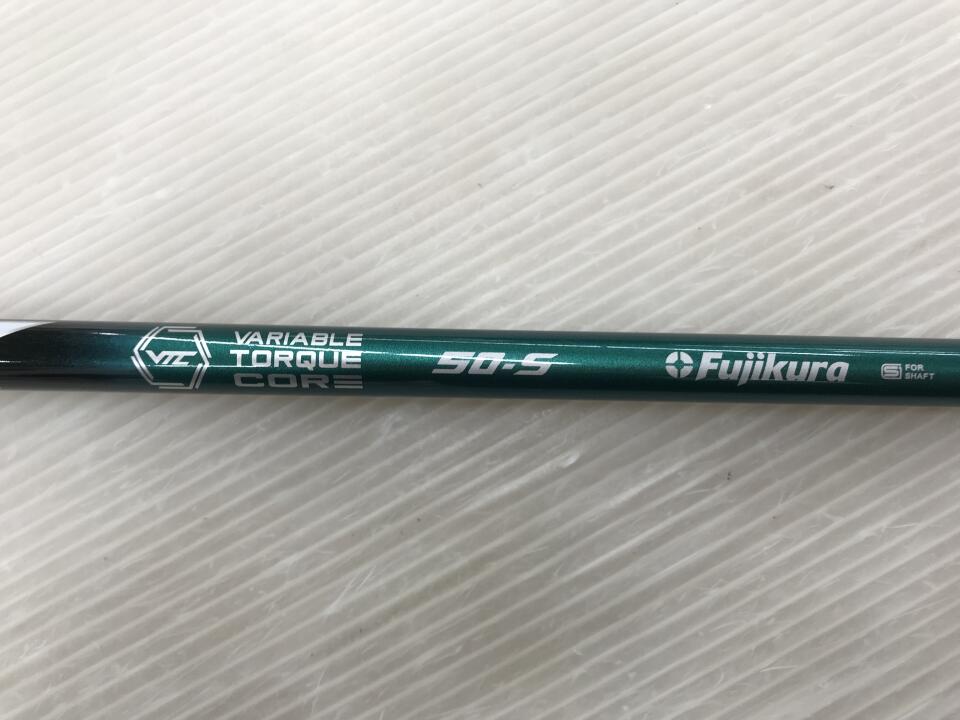 VTC
VARIABLE
TORQUE
CORE
50-S
Fujikura
S FOR
SHAFT